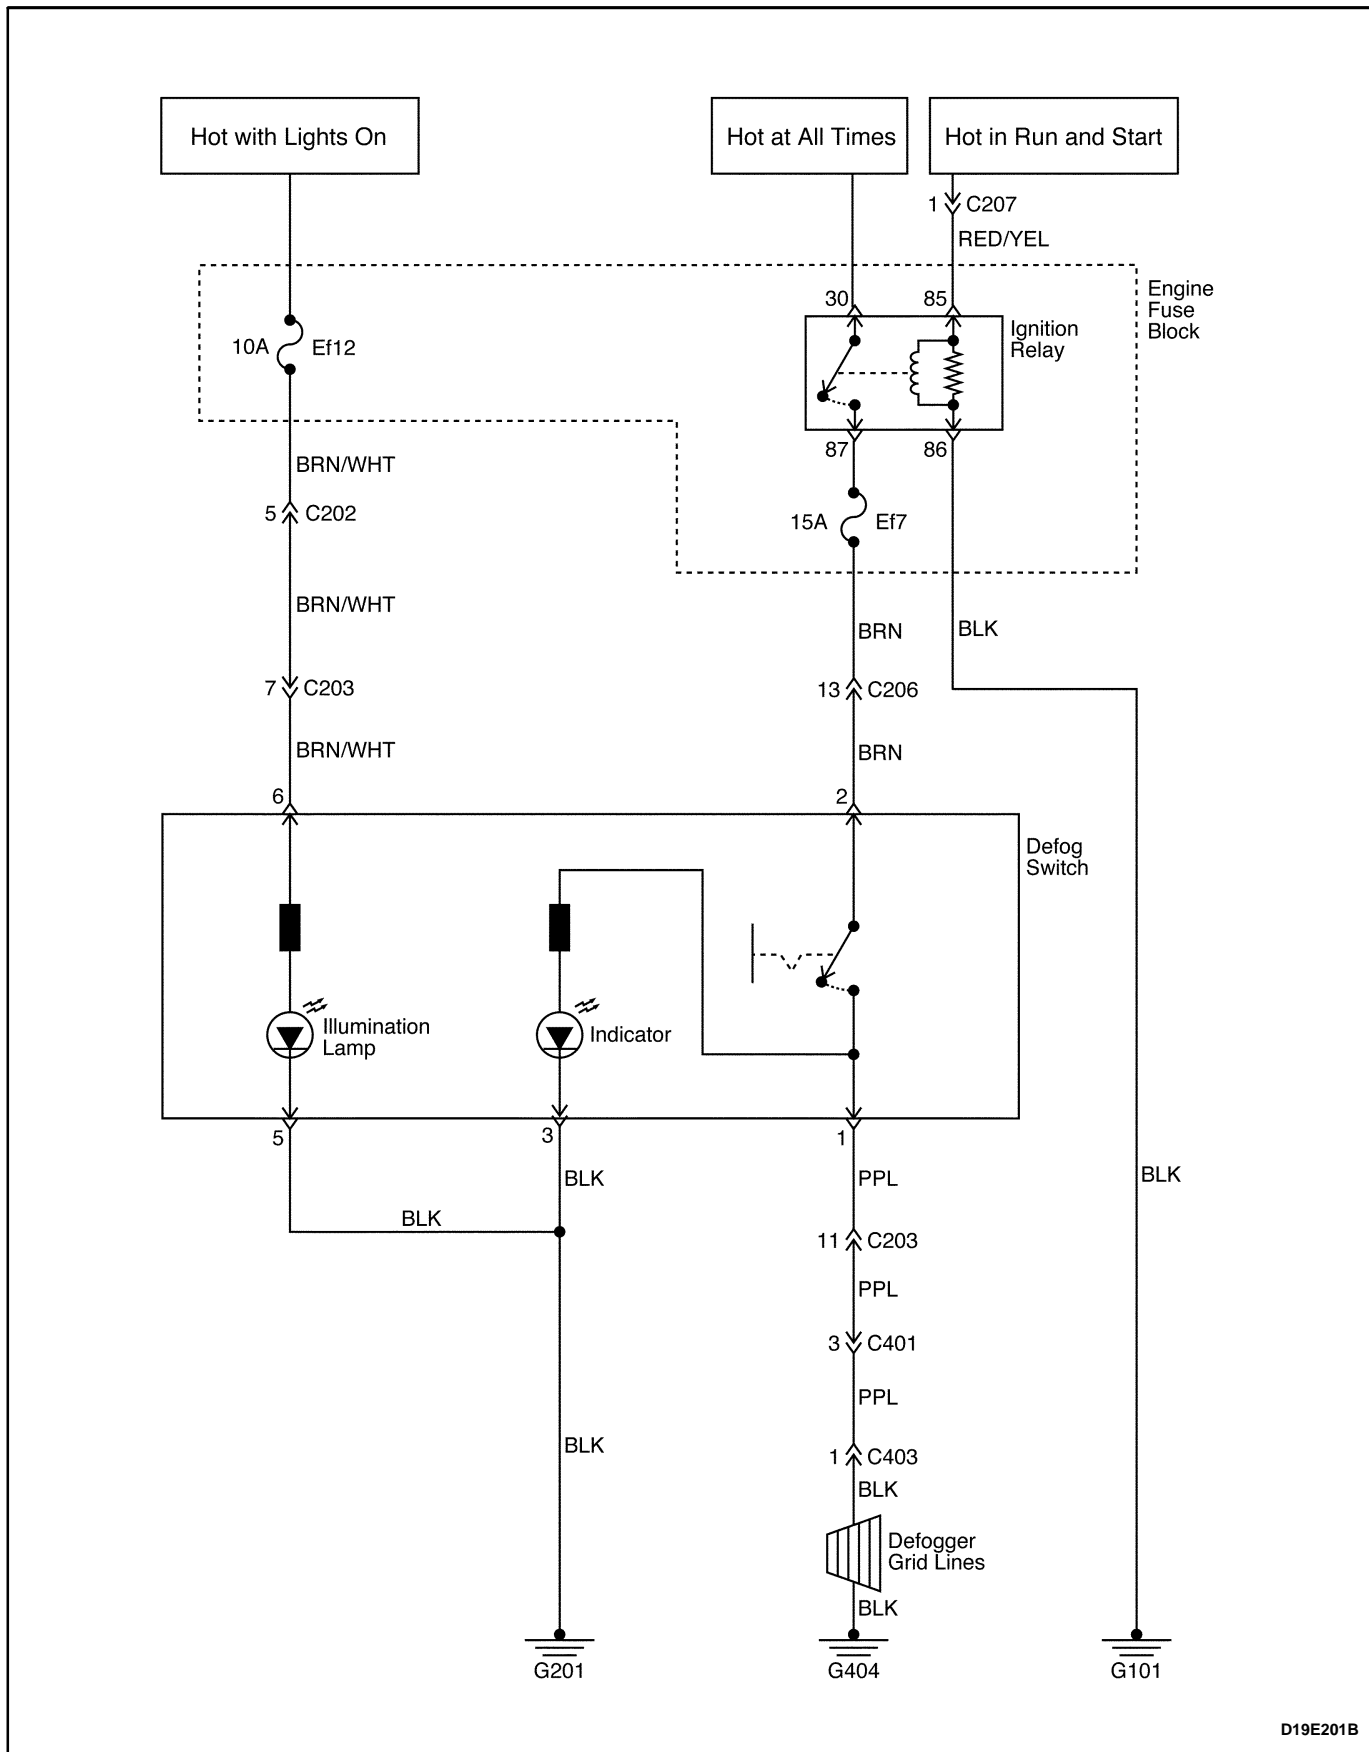 Hot with Lights On
Hot at All Times
Hot in Run and Start
1
C207
RED/YEL
Engine
Fuse
Block
30
85
Ignition
Relay
10A
Ef12
87
86
BRN/WHT
5
C202
15A
Ef7
BRN/WHT
BRN
BLK
7
C203
13
C206
BRN/WHT
BRN
6
2
Defog
Switch
Illumination
Lamp
Indicator
5
3
1
BLK
PPL
BLK
BLK
11
C203
PPL
3
C401
PPL
BLK
1
C403
BLK
Defogger
Grid Lines
BLK
G201
G404
G101
D19E201B